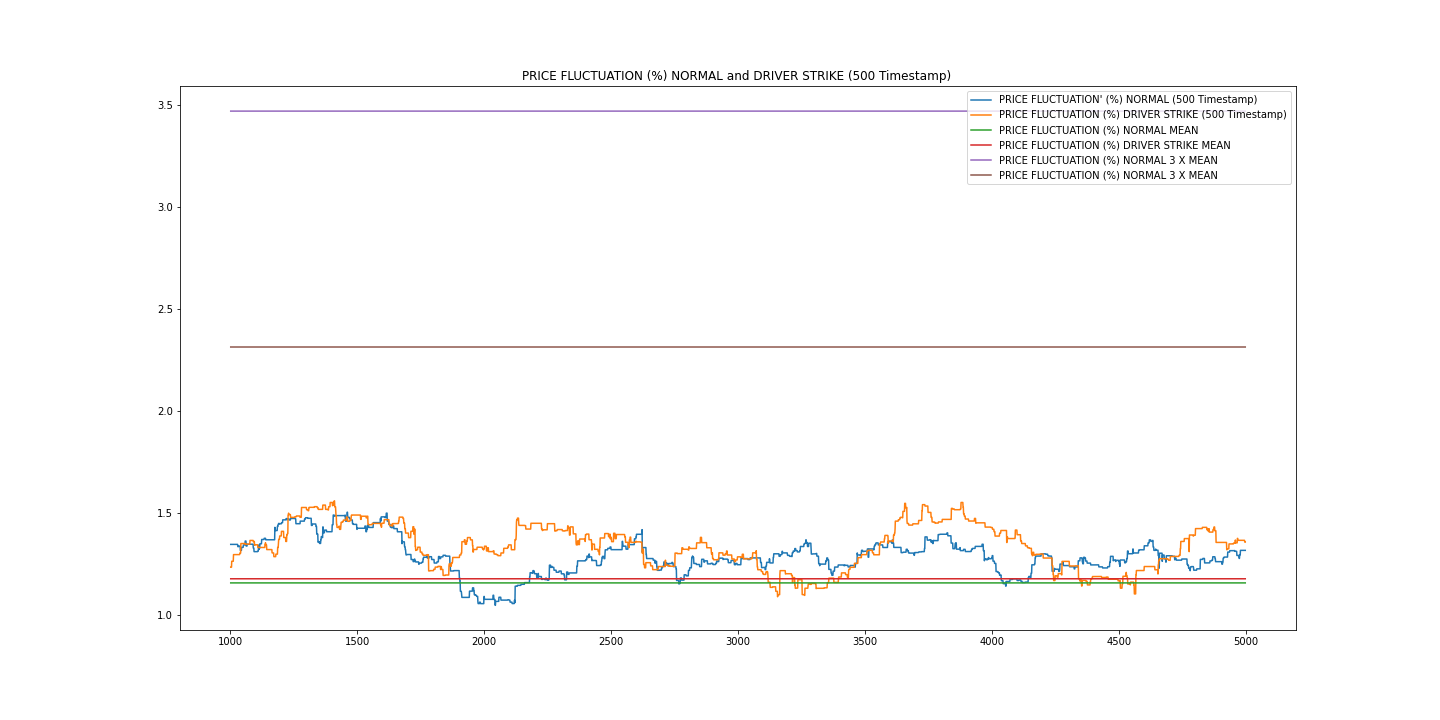 PRICE FLUCTUATION (%) NORMAL and DRIVER STRIKE (500 Timestamp)
PRICE FLUCTUATION' (%) NORMAL (500 Timestamp)
PRICE FLUCTUATION (%) DRIVER STRIKE (500 Timestamp)
PRICE FLUCTUATION (%) NORMAL MEAN
PRICE FLUCTUATION (%) DRIVER STRIKE MEAN
PRICE FLUCTUATION (%) NORMAL 3 X MEAN
PRICE FLUCTUATION (%) NORMAL 3 X MEAN
3.5
3.0
2.5
2.0
1.5
1.0
1000 1500 2000 2500 3000 3500 4000 4500 5000